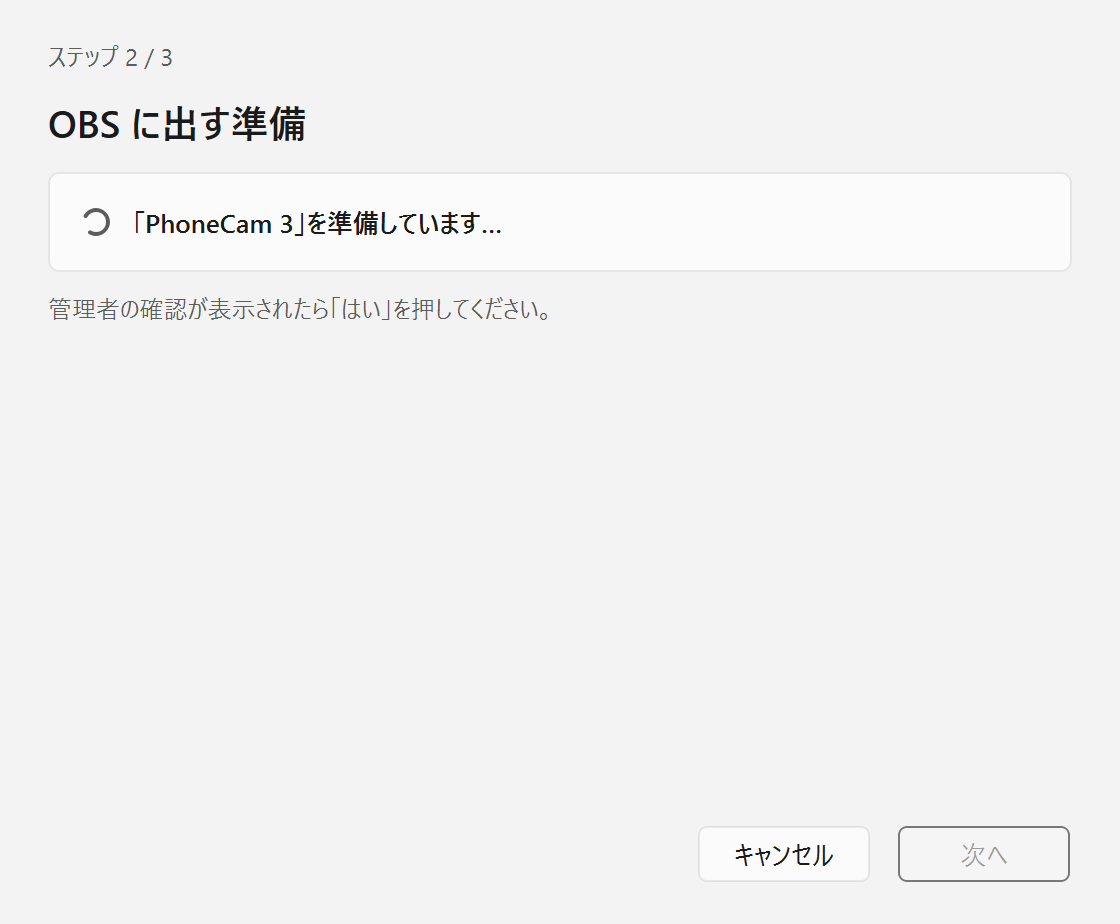 ステップ 2 / 3
OBS に出す準備
「PhoneCam 3」を準備しています...
管理者の確認が表示されたら「はい」を押してください。
キャンセル
次へ